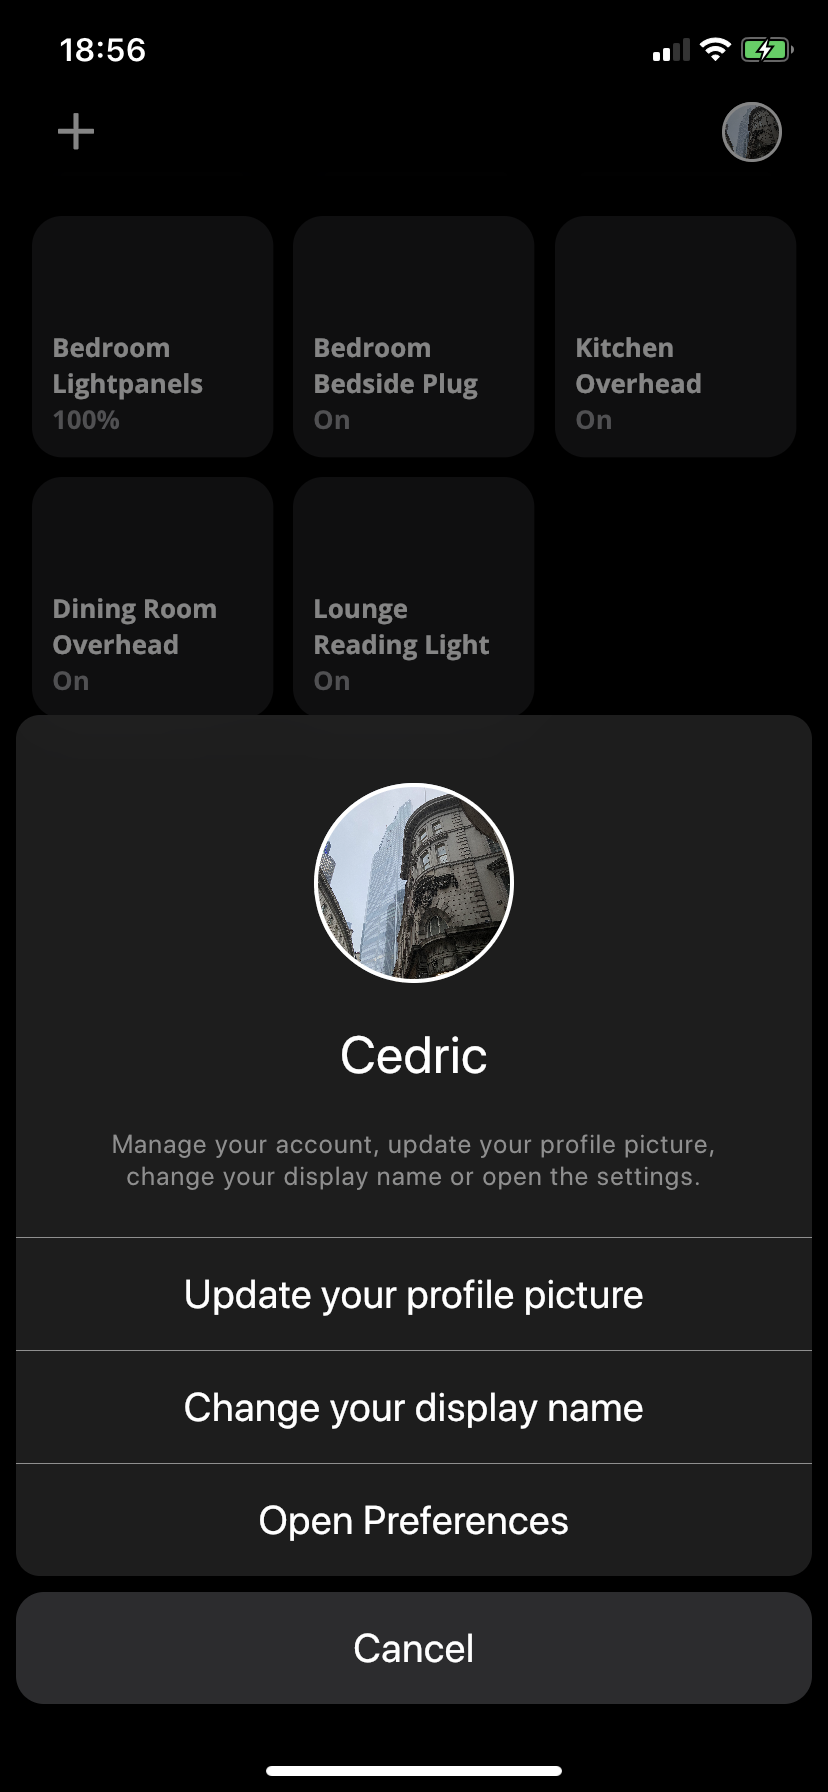 18:56
Bedroom
Lightpanels
100%
Bedroom
Bedside Plug
On
Kitchen
Overhead
On
Dining Room
Overhead
On
Lounge
Reading Light
On
Cedric
Manage your account, update your profile picture,
change your display name or open the settings.
Update your profile picture
Change your display name
Open Preferences
Cancel